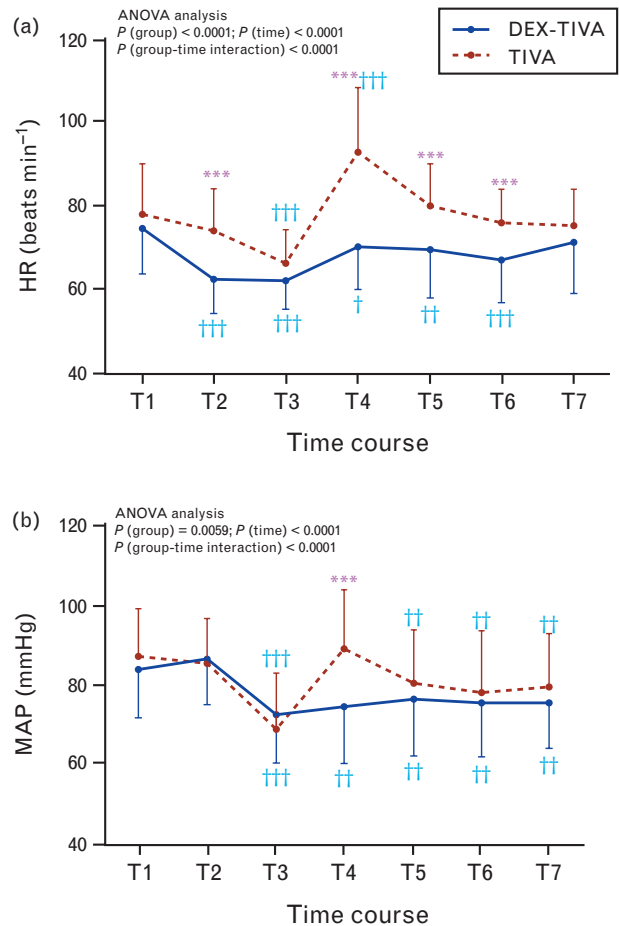 (a)
ANOVA analysis
P (group) < 0.0001; P (time) < 0.0001
P (group-time interaction) < 0.0001
DEX-TIVA
TIVA
HR (beats min⁻¹)
120
100
80
60
40
***
†††
***
†††
***
***
†††
†††
†
††
†††
T1 T2 T3 T4 T5 T6 T7
Time course
(b)
ANOVA analysis
P (group) = 0.0059; P (time) < 0.0001
P (group-time interaction) < 0.0001
MAP (mmHg)
120
100
80
60
40
***
†††
††
††
††
†††
††
††
††
††
T1 T2 T3 T4 T5 T6 T7
Time course